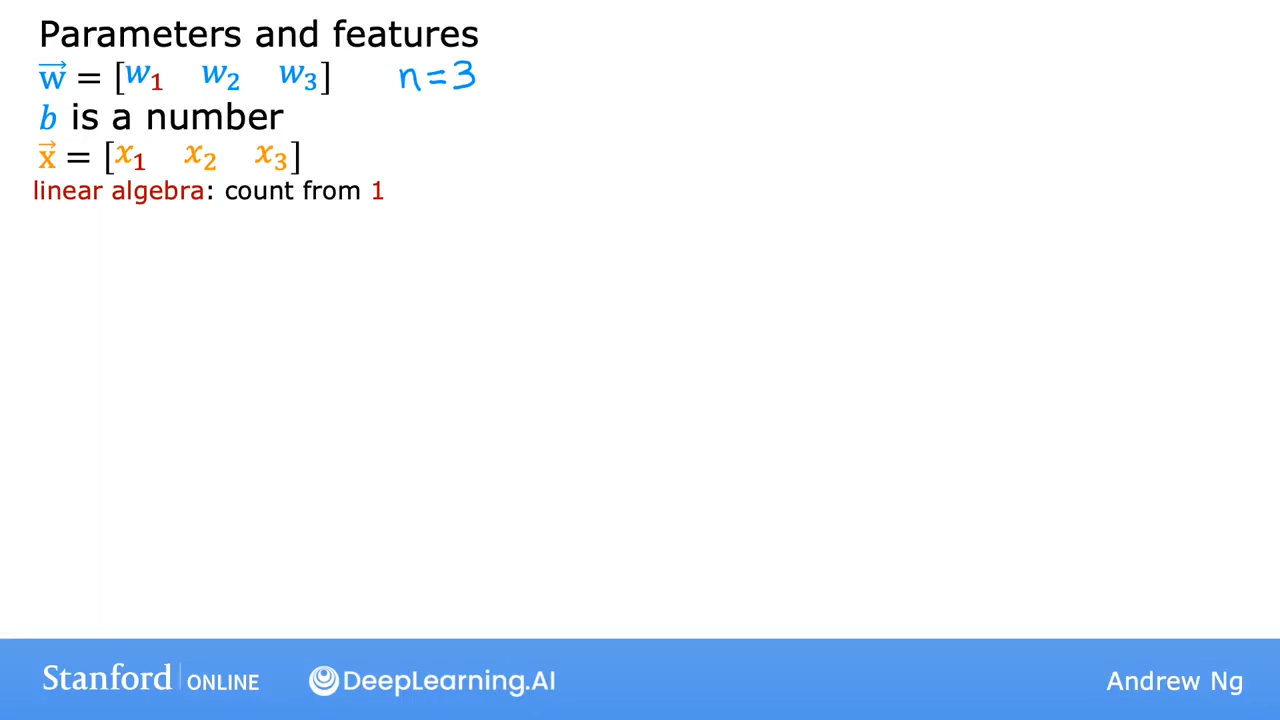 Parameters and features
w⃗ = [w₁ w₂ w₃] n=3
b is a number
x⃗ = [x₁ x₂ x₃]
linear algebra: count from 1
Stanford ONLINE DeepLearning.AI Andrew Ng